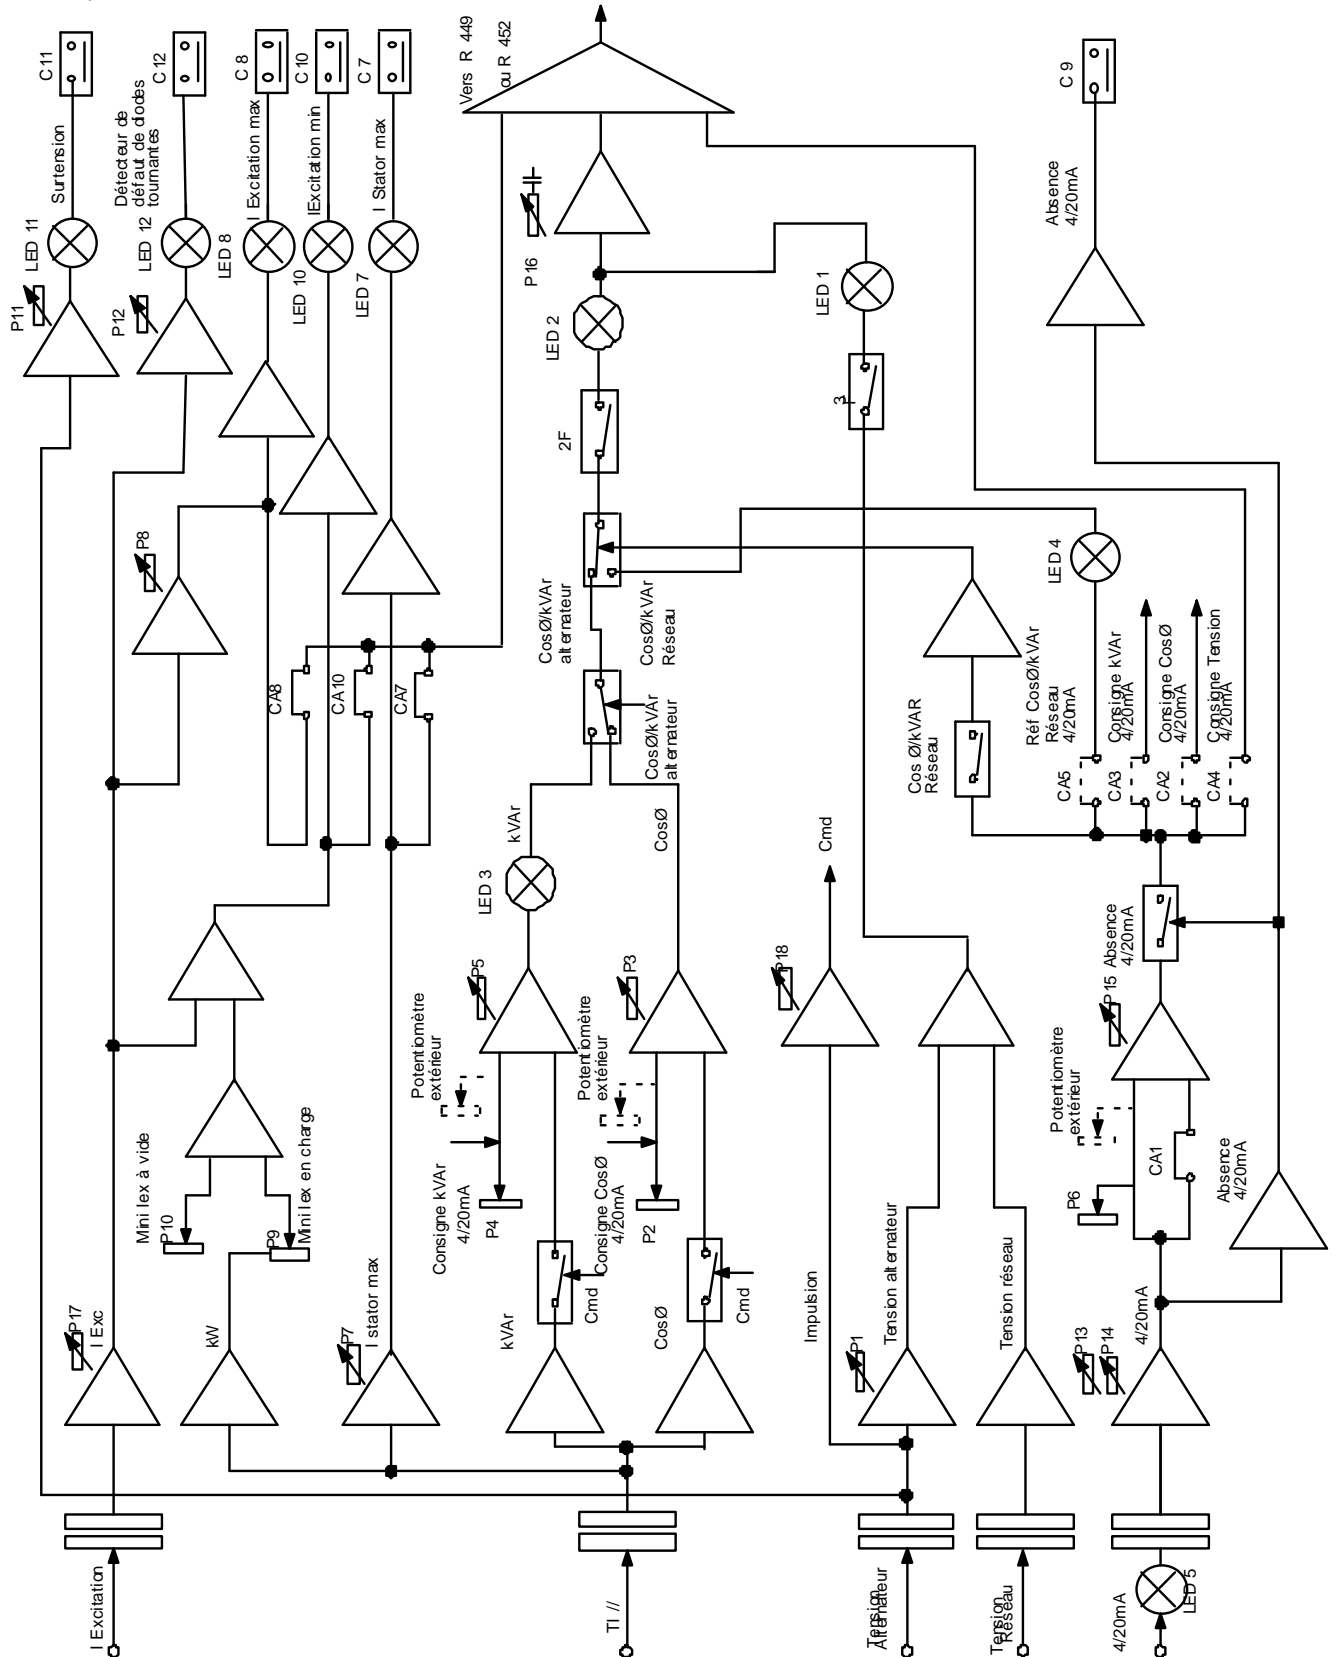 C 11
C 12
C 8
C 10
C 7
Vers R 449
ou R 452
C 9
Surtension
Détecteur de
défaut de diodes
tournantes
I Excitation max
IExcitation min
I Stator max
Absence
4/20mA
P11
LED 11
P12
LED 12
LED 8
LED 10
LED 7
P16
LED 2
LED 1
2F
3F
P8
LED 4
CosØ/kVAr
alternateur
CosØ/kVAr
Réseau
CA8
CA10
CA7
CosØ/kVAr
alternateur
Cos Ø/kVAR
Réseau
Réf CosØ/kVAr
Réseau
4/20mA
Consigne kVAr
4/20mA
Consigne CosØ
4/20mA
Consigne Tension
4/20mA
CA5
CA3
CA2
CA4
kVAr
CosØ
Cmd
LED 3
P5
P3
P18
P15
Absence
4/20mA
Potentiomètre
extérieur
Potentiomètre
extérieur
Potentiomètre
extérieur
Mini Iex à vide
P10
P9
Mini Iex en charge
Consigne kVAr
4/20mA
P4
Consigne CosØ
4/20mA
P2
P6
CA1
Absence
4/20mA
P17
I Exc
kW
P7
I stator max
kVAr
Cmd
CosØ
Cmd
Impulsion
P1
Tension alternateur
Tension réseau
P13
P14
4/20mA
I Excitation
TI //
Tension
Alternateur
Tension
Réseau
4/20mA
LED 5